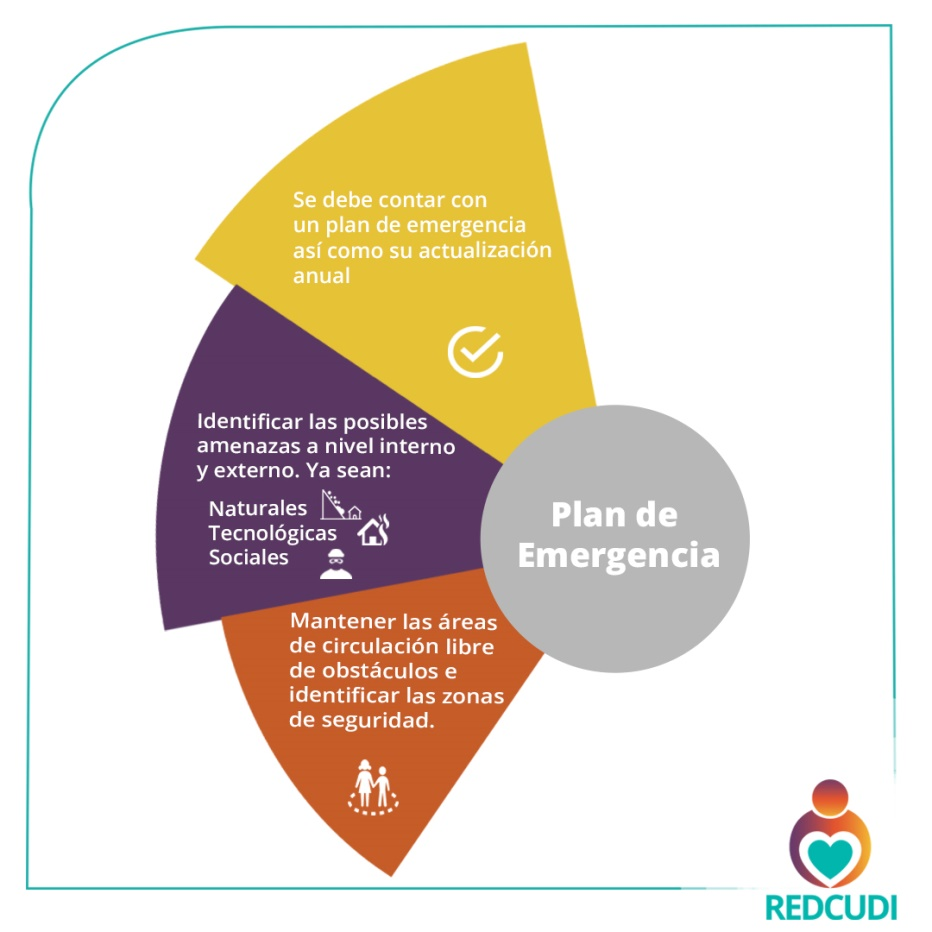 Se debe contar con
un plan de emergencia
así como su actualización
anual
Identificar las posibles
amenazas a nivel interno
y externo. Ya sean:
Naturales
Tecnológicas
Sociales
Mantener las áreas
de circulación libre
de obstáculos e
identificar las zonas
de seguridad.
Plan de
Emergencia
REDCUDI